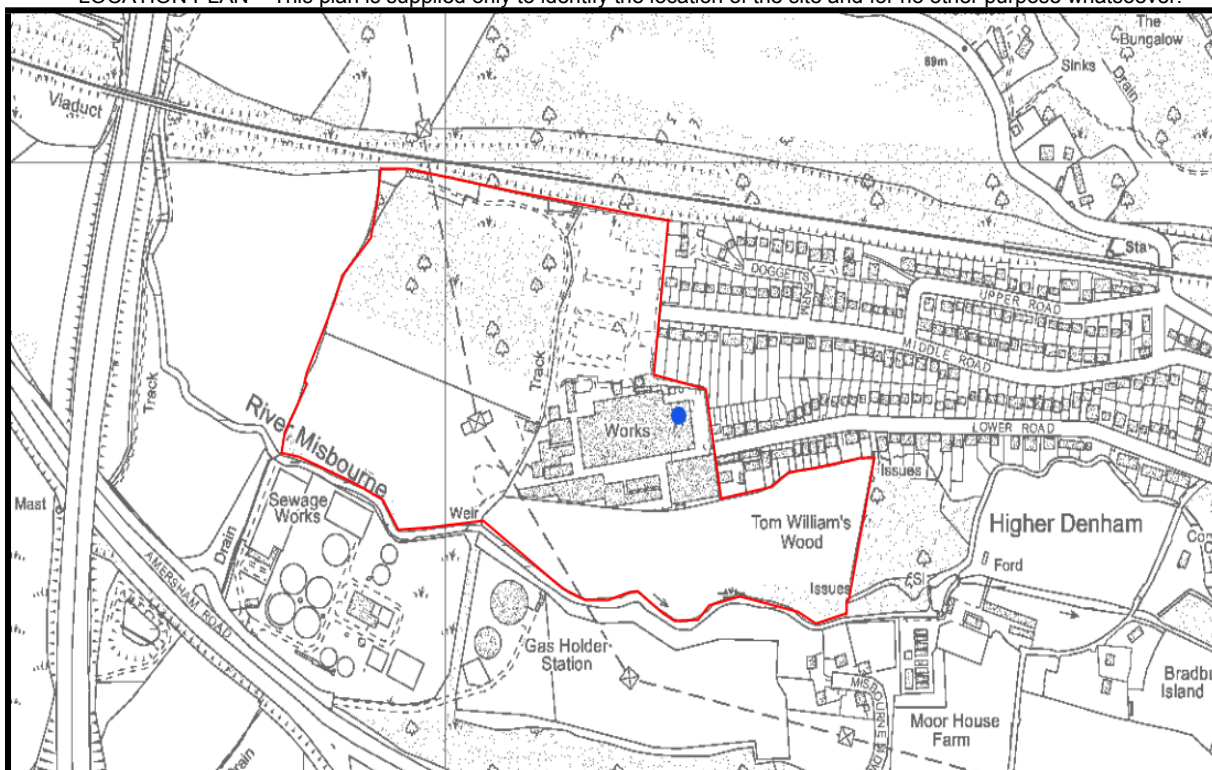 LOCATION PLAN – This plan is supplied only to identify the location of the site and for no other purpose whatsoever.
The
Bungalow
89m
Sinks
Drain
Viaduct
Sta
DOGGETTS FARM
UPPER ROAD
MIDDLE ROAD
Track
Track
River Misbourne
Works
LOWER ROAD
Issues
Sewage
Works
Mast
Weir
Drain
AMERSHAM ROAD
Tom William's
Wood
Higher Denham
Ford
Issues
Gas Holder
Station
Bradbu
Island
Moor House
Farm
MISBOURNE
Drain